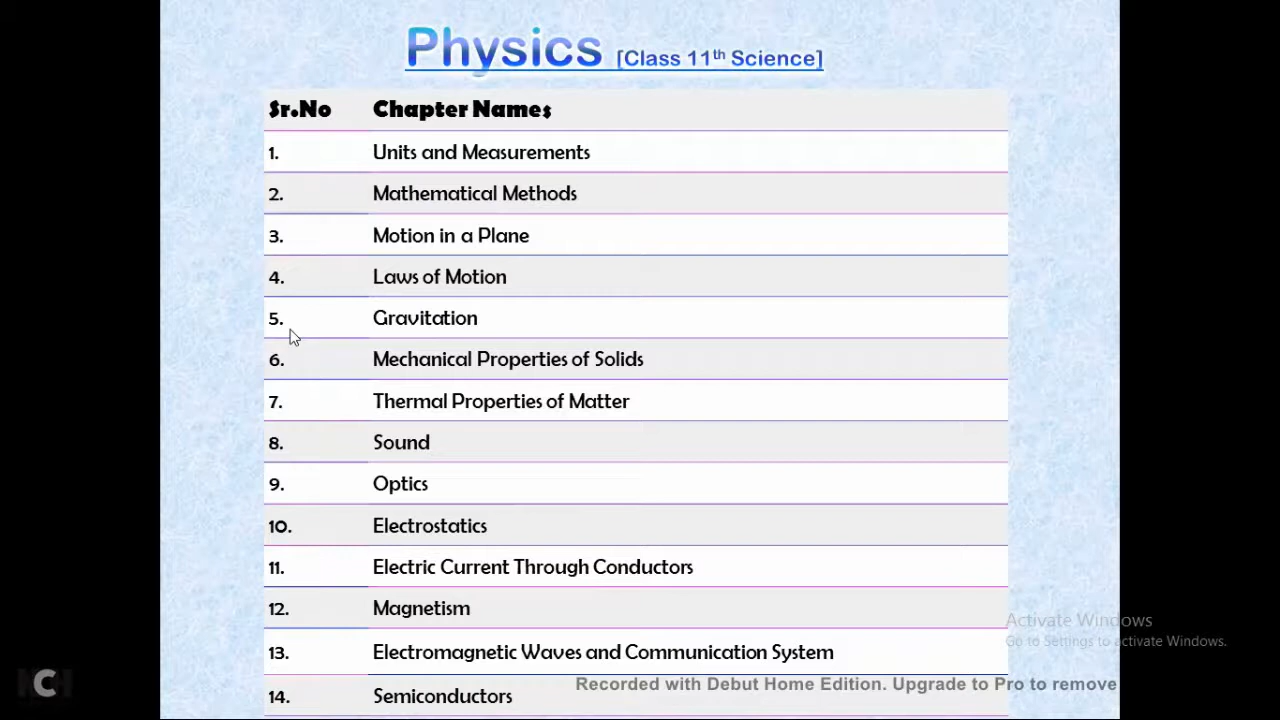 Physics [Class 11th Science]
Sr.No Chapter Names
1. Units and Measurements
2. Mathematical Methods
3. Motion in a Plane
4. Laws of Motion
5. Gravitation
6. Mechanical Properties of Solids
7. Thermal Properties of Matter
8. Sound
9. Optics
10. Electrostatics
11. Electric Current Through Conductors
12. Magnetism
13. Electromagnetic Waves and Communication System
14. Semiconductors
Activate Windows
Go to Settings to activate Windows.
Recorded with Debut Home Edition. Upgrade to Pro to remove